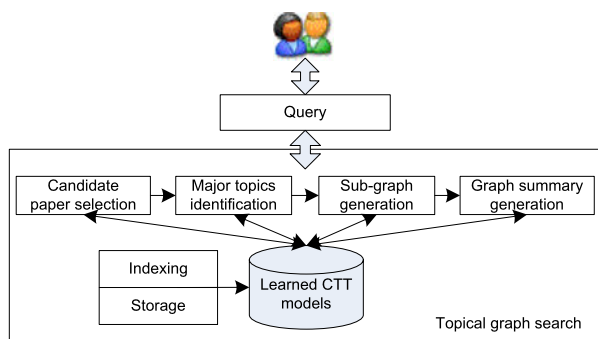 Query
Candidate
paper selection
Major topics
identification
Sub-graph
generation
Graph summary
generation
Indexing
Storage
Learned CTT
models
Topical graph search